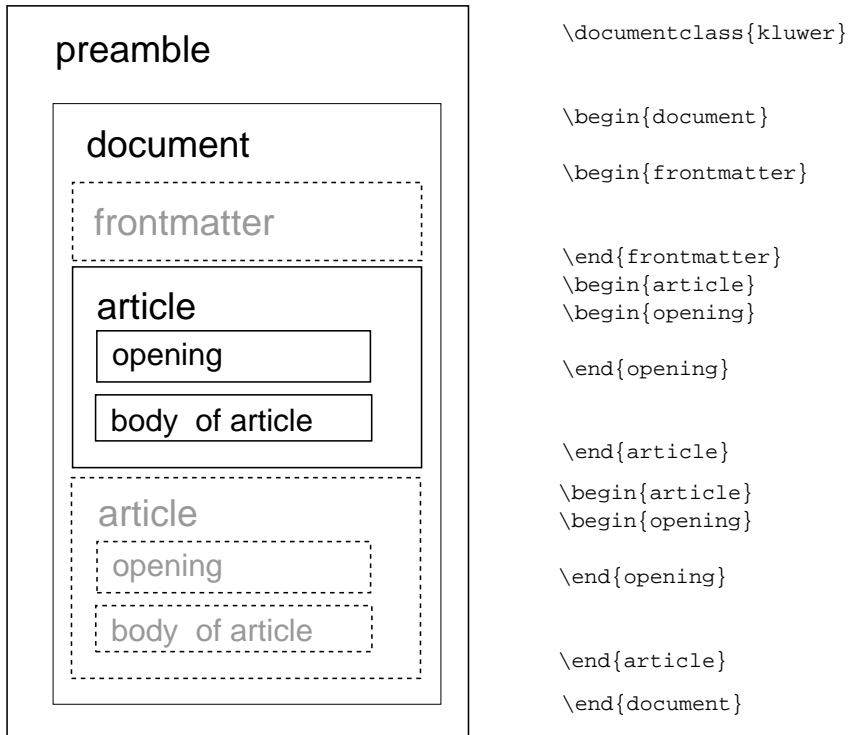 preamble
document
frontmatter
article
opening
body of article
article
opening
body of article
\documentclass{kluwer}
\begin{document}
\begin{frontmatter}
\end{frontmatter}
\begin{article}
\begin{opening}
\end{opening}
\end{article}
\begin{article}
\begin{opening}
\end{opening}
\end{article}
\end{document}